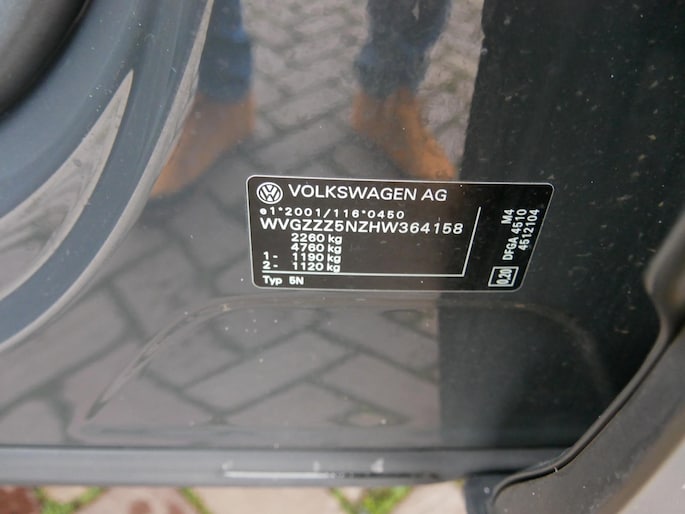 VOLKSWAGEN AG
e1*2001/116*0450
WVGZZZ5NZHW364158
2260 kg
4760 kg
1- 1190 kg
2- 1120 kg
Typ 5N
M4
DFGA 4510
4512104
0,20